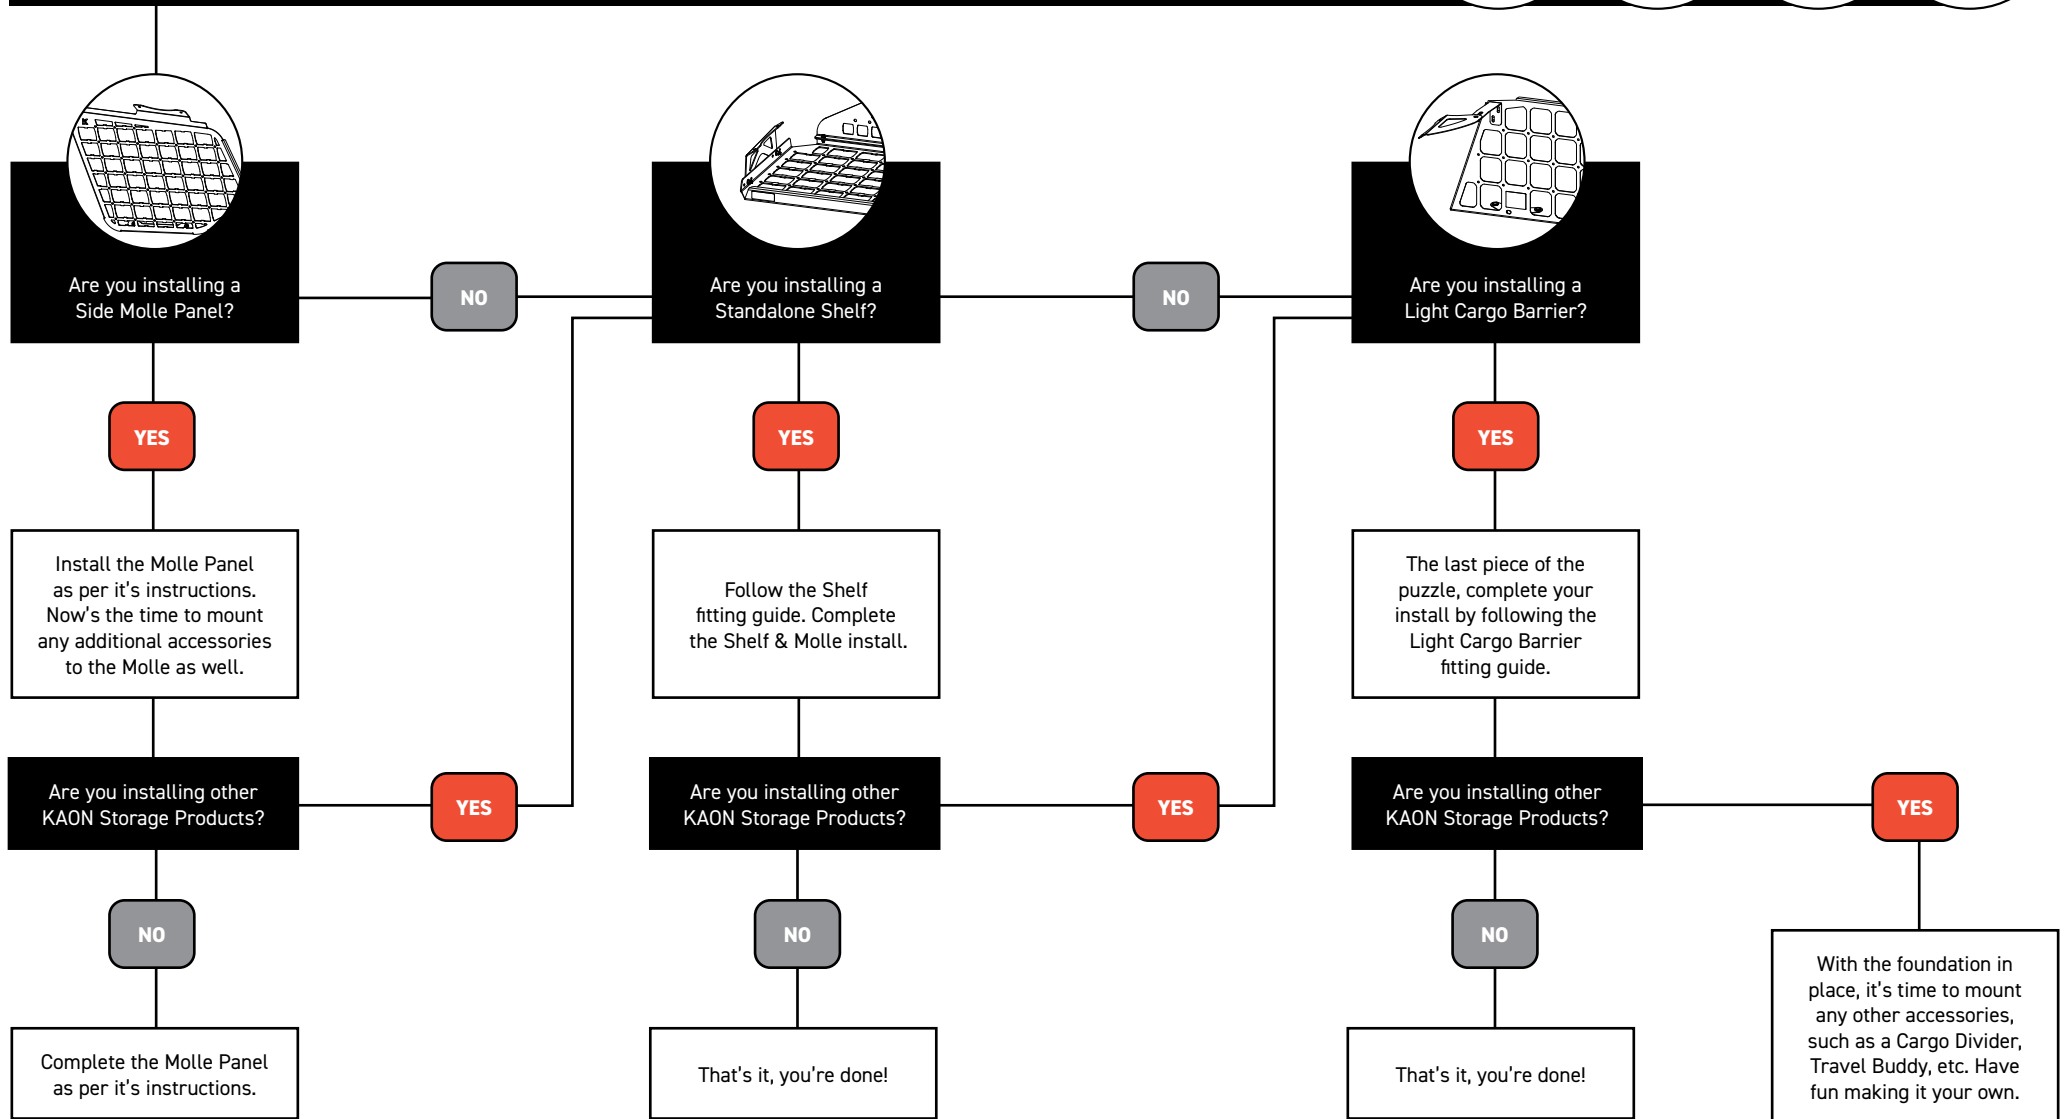 Are you installing a
Side Molle Panel?
NO
Are you installing a
Standalone Shelf?
NO
Are you installing a
Light Cargo Barrier?
YES
YES
YES
Install the Molle Panel
as per it's instructions.
Now's the time to mount
any additional accessories
to the Molle as well.
Follow the Shelf
fitting guide. Complete
the Shelf & Molle install.
The last piece of the
puzzle, complete your
install by following the
Light Cargo Barrier
fitting guide.
Are you installing other
KAON Storage Products?
YES
Are you installing other
KAON Storage Products?
YES
Are you installing other
KAON Storage Products?
YES
NO
NO
NO
Complete the Molle Panel
as per it's instructions.
That's it, you're done!
That's it, you're done!
With the foundation in
place, it's time to mount
any other accessories,
such as a Cargo Divider,
Travel Buddy, etc. Have
fun making it your own.